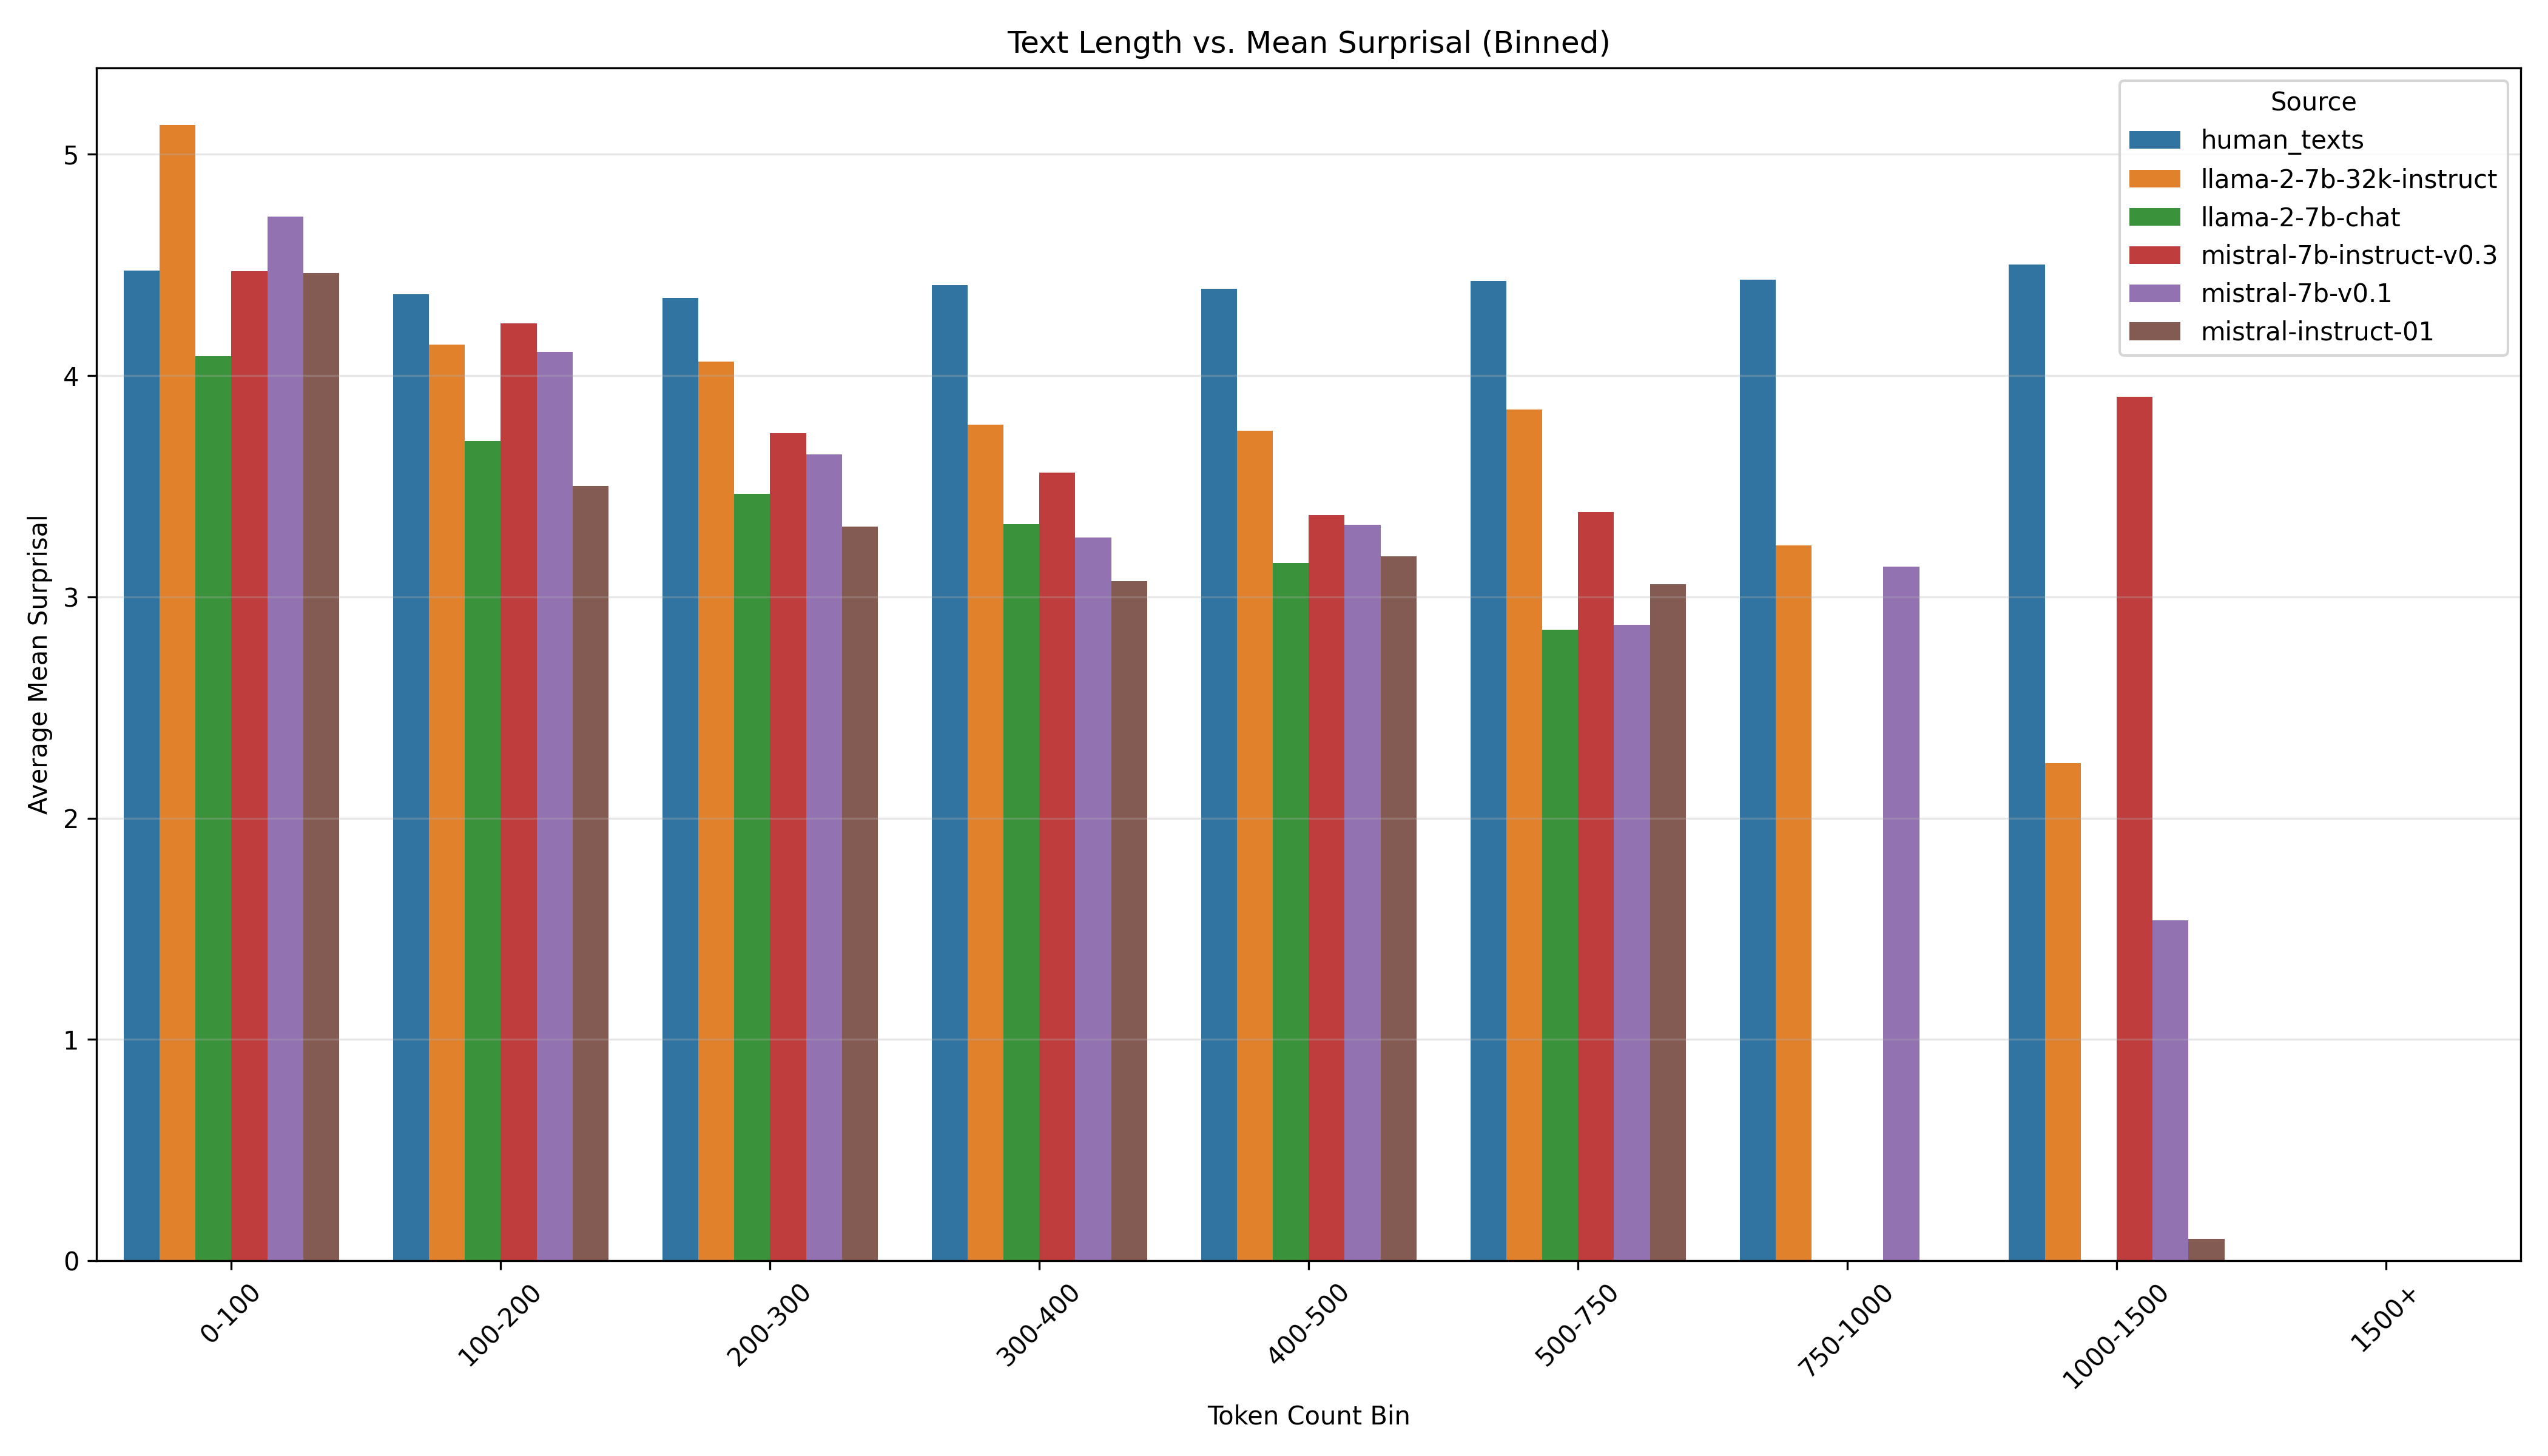 Text Length vs. Mean Surprisal (Binned)
Source
human_texts
llama-2-7b-32k-instruct
llama-2-7b-chat
mistral-7b-instruct-v0.3
mistral-7b-v0.1
mistral-instruct-01
Average Mean Surprisal
5
4
3
2
1
0
0-100
100-200
200-300
300-400
400-500
500-750
750-1000
1000-1500
1500+
Token Count Bin